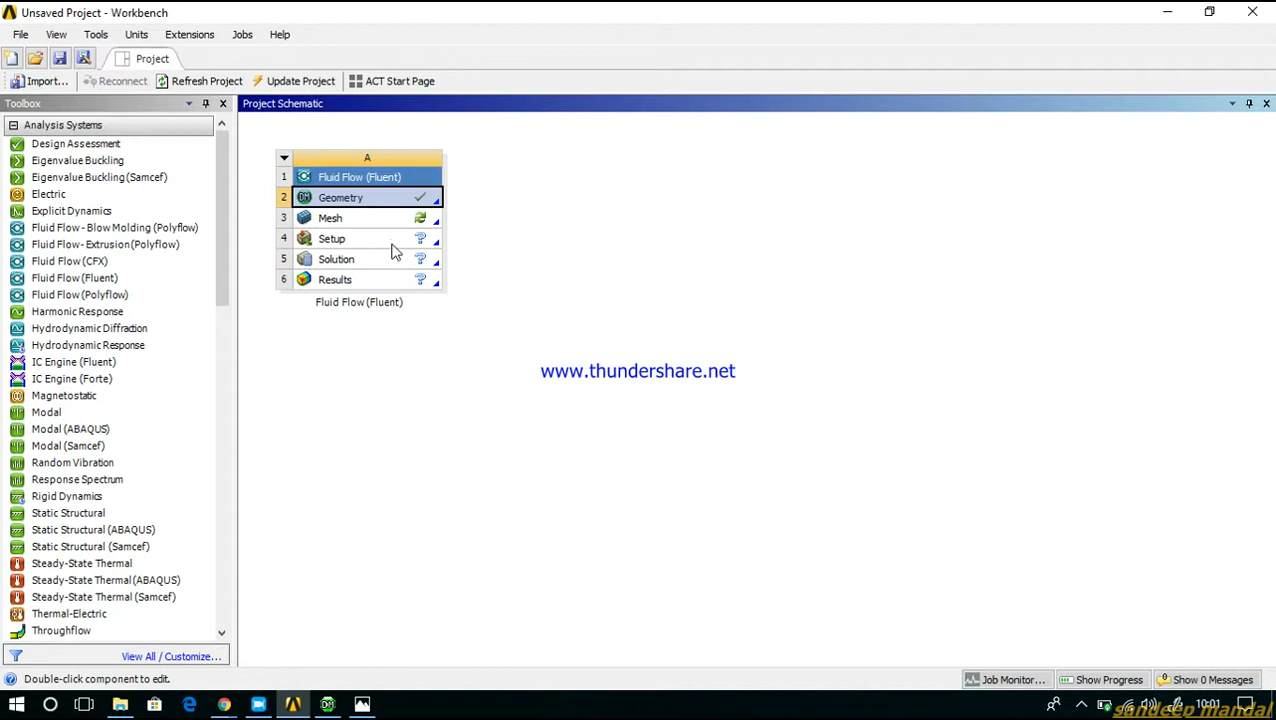 Unsaved Project - Workbench
File View Tools Units Extensions Jobs Help
Project
Import... Reconnect Refresh Project Update Project ACT Start Page
Toolbox
Project Schematic
Analysis Systems
Design Assessment
Eigenvalue Buckling
Eigenvalue Buckling (Samcef)
Electric
Explicit Dynamics
Fluid Flow - Blow Molding (Polyflow)
Fluid Flow - Extrusion (Polyflow)
Fluid Flow (CFX)
Fluid Flow (Fluent)
Fluid Flow (Polyflow)
Harmonic Response
Hydrodynamic Diffraction
Hydrodynamic Response
IC Engine (Fluent)
IC Engine (Forte)
Magnetostatic
Modal
Modal (ABAQUS)
Modal (Samcef)
Random Vibration
Response Spectrum
Rigid Dynamics
Static Structural
Static Structural (ABAQUS)
Static Structural (Samcef)
Steady-State Thermal
Steady-State Thermal (ABAQUS)
Steady-State Thermal (Samcef)
Thermal-Electric
Throughflow
View All / Customize...
A
1 Fluid Flow (Fluent)
2 DM Geometry
3 Mesh
4 Setup ?
5 Solution ?
6 Results ?
Fluid Flow (Fluent)
www.thundershare.net
Double-click component to edit.
Job Monitor... Show Progress 0 Show 0 Messages
DM
10:01
sandeep mandal